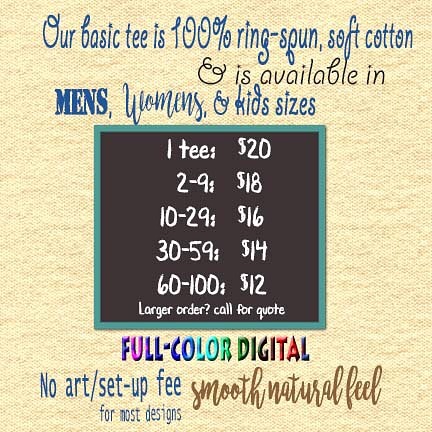 Our basic tee is 100% ring-spun, soft cotton
& is available in
MENS, Womens, & kids sizes
1 tee: $20
2-9: $18
10-29: $16
30-59: $14
60-100: $12
Larger order? call for quote
FULL-COLOR DIGITAL
No art/set-up fee smooth natural feel
for most designs